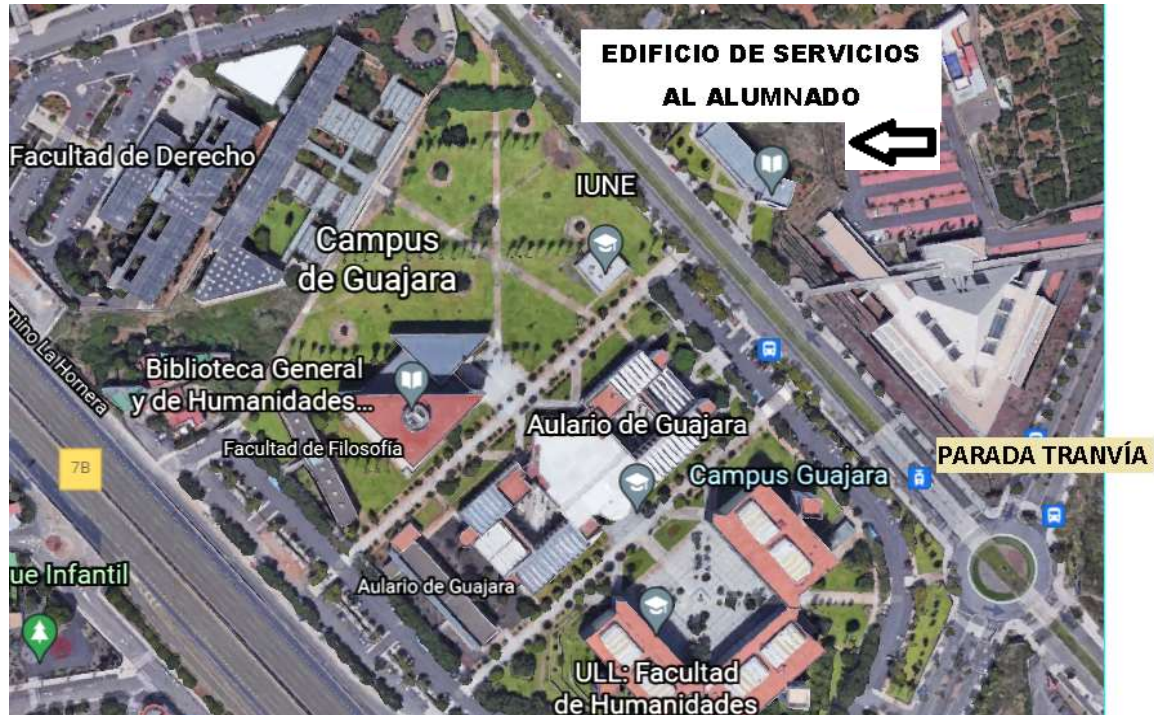 EDIFICIO DE SERVICIOS
AL ALUMNADO
Facultad de Derecho
IUNE
Campus
de Guajara
mino La Hornera
Biblioteca General
y de Humanidades...
Aulario de Guajara
Facultad de Filosofía
7B
PARADA TRANVÍA
Campus Guajara
ue Infantil
Aulario de Guajara
ULL: Facultad
de Humanidades